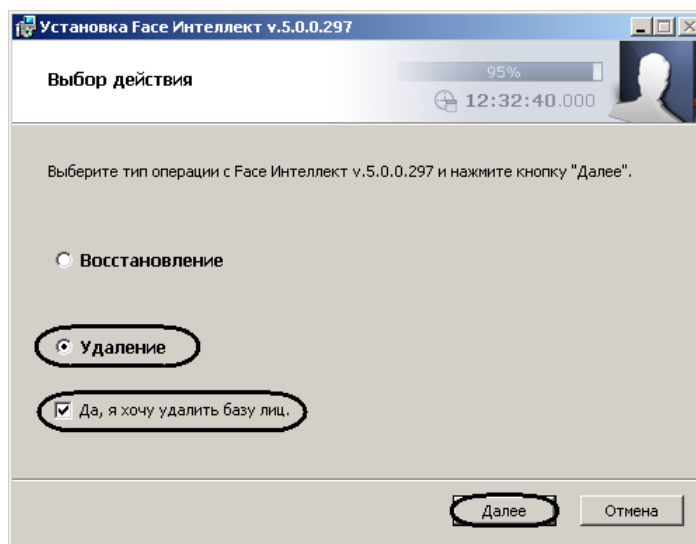 Установка Face Интеллект v.5.0.0.297
Выбор действия
95%
12:32:40.000
Выберите тип операции с Face Интеллект v.5.0.0.297 и нажмите кнопку "Далее".
Восстановление
Удаление
Да, я хочу удалить базу лиц.
Далее
Отмена